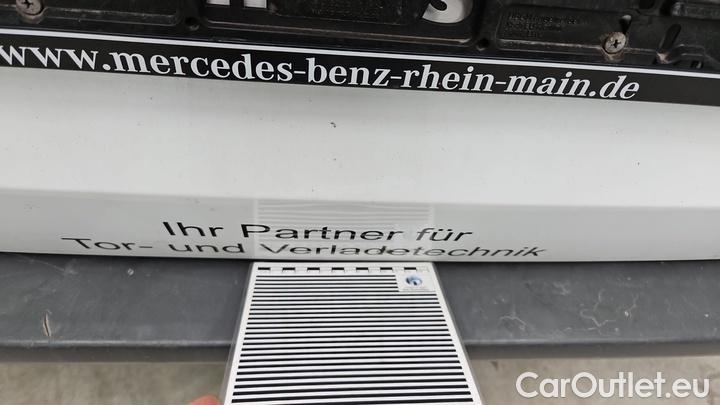 www.mercedes-benz-rhein-main.de
Ihr Partner für
Tor- und Verladetechnik
CarOutlet.eu